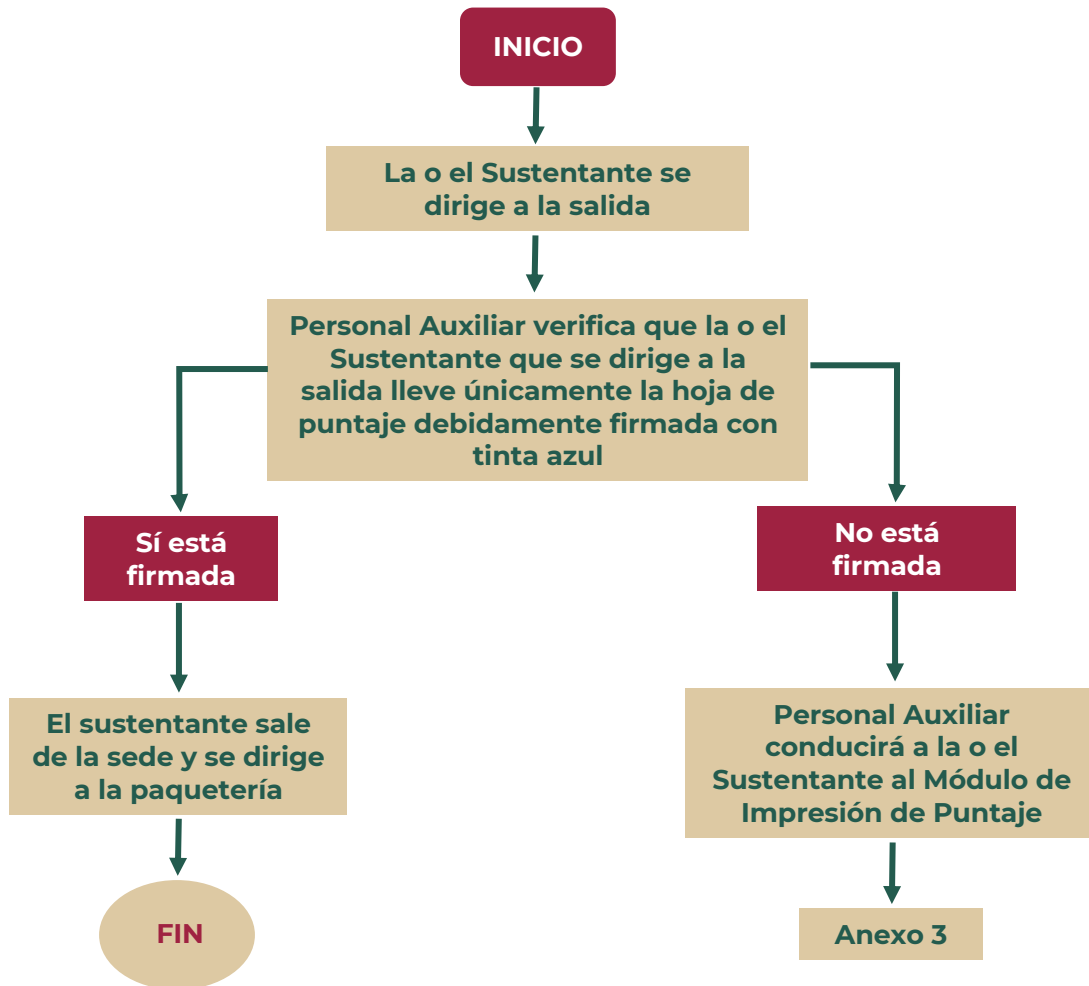 INICIO
La o el Sustentante se
dirige a la salida
Personal Auxiliar verifica que la o el
Sustentante que se dirige a la
salida lleve únicamente la hoja de
puntaje debidamente firmada con
tinta azul
Sí está
firmada
No está
firmada
El sustentante sale
de la sede y se dirige
a la paquetería
Personal Auxiliar
conducirá a la o el
Sustentante al Módulo de
Impresión de Puntaje
FIN
Anexo 3